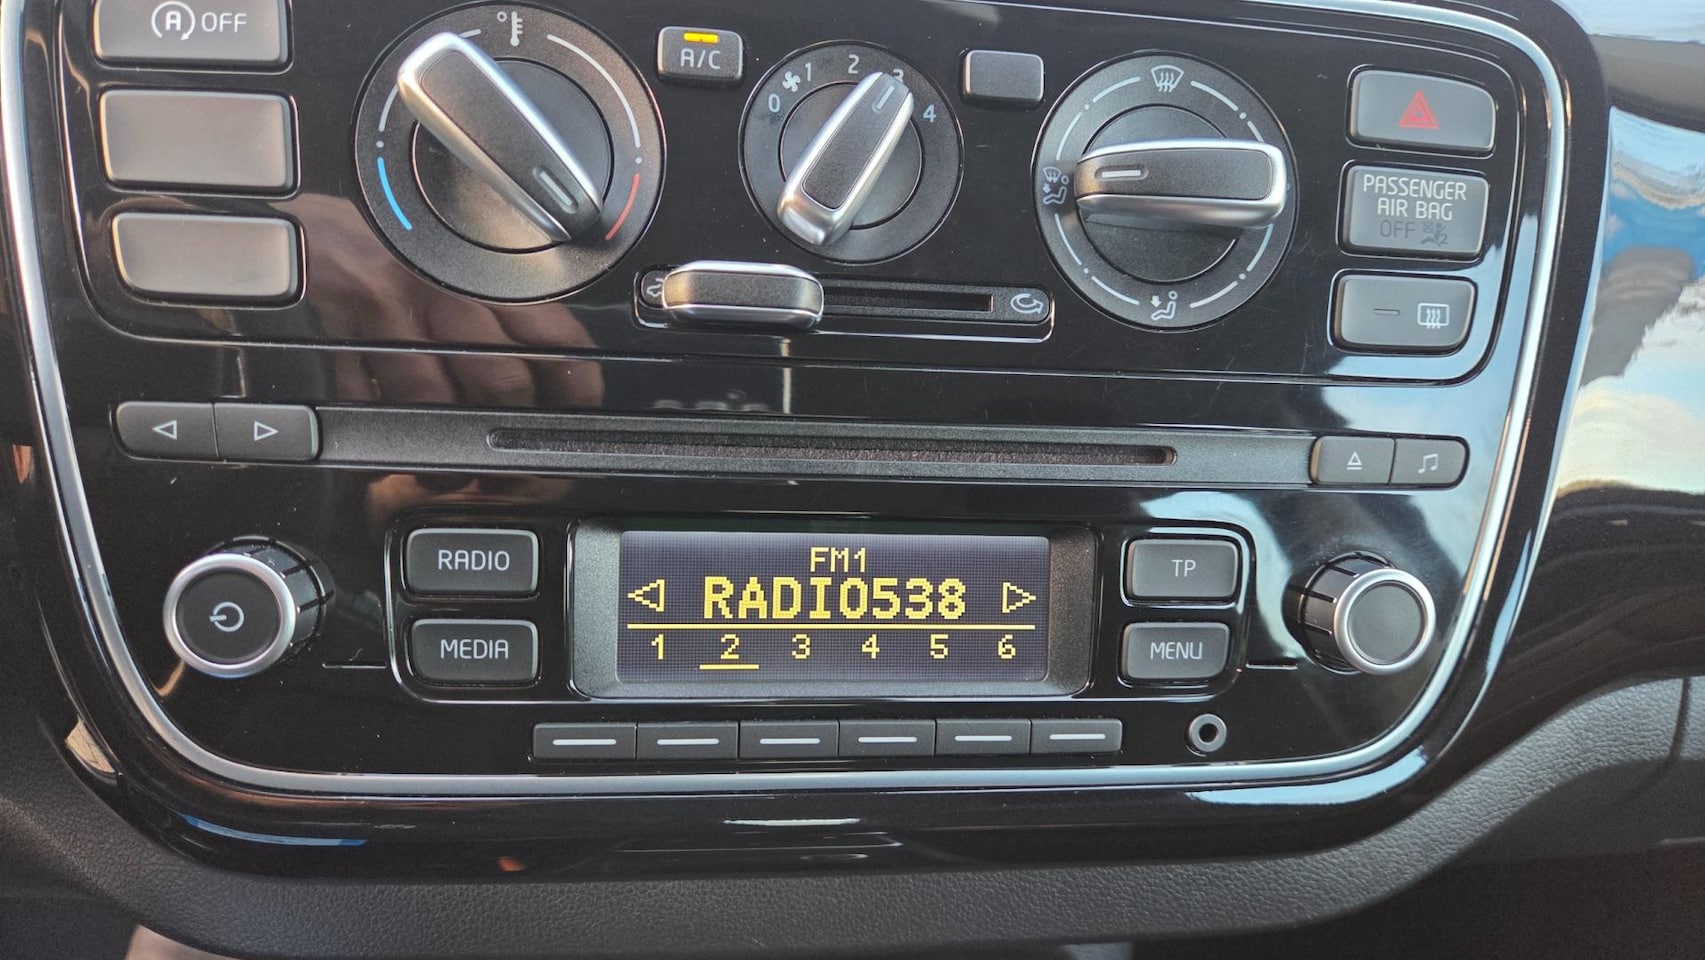 A OFF
A/C
0 1 2 3 4
PASSENGER
AIR BAG
OFF 2
RADIO
MEDIA
FM1
RADIO538
1 2 3 4 5 6
TP
MENU